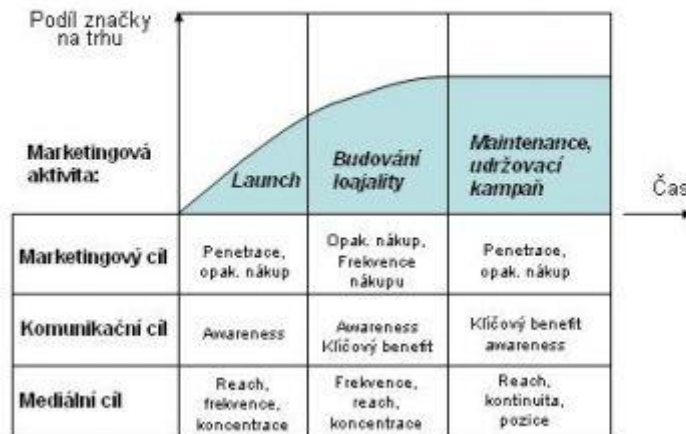 Podíl značky
na trhu
Marketingová
aktivita:
Launch
Budování
loajality
Maintenance,
udržovací
kampaň
Čas
Marketingový cíl
Penetrace,
opak. nákup
Opak. nákup,
Frekvence
nákupu
Penetrace,
opak. nákup
Komunikační cíl
Awareness
Awareness
Klíčový benefit
Klíčový benefit
awareness
Mediální cíl
Reach,
frekvence,
koncentrace
Frekvence,
reach,
koncentrace
Reach,
kontinuita,
pozice